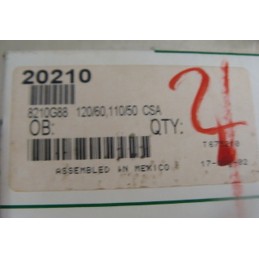 20210
8210G88 120/60,110/50 CSA
OB: QTY:
4
ASSEMBLED IN MEXICO